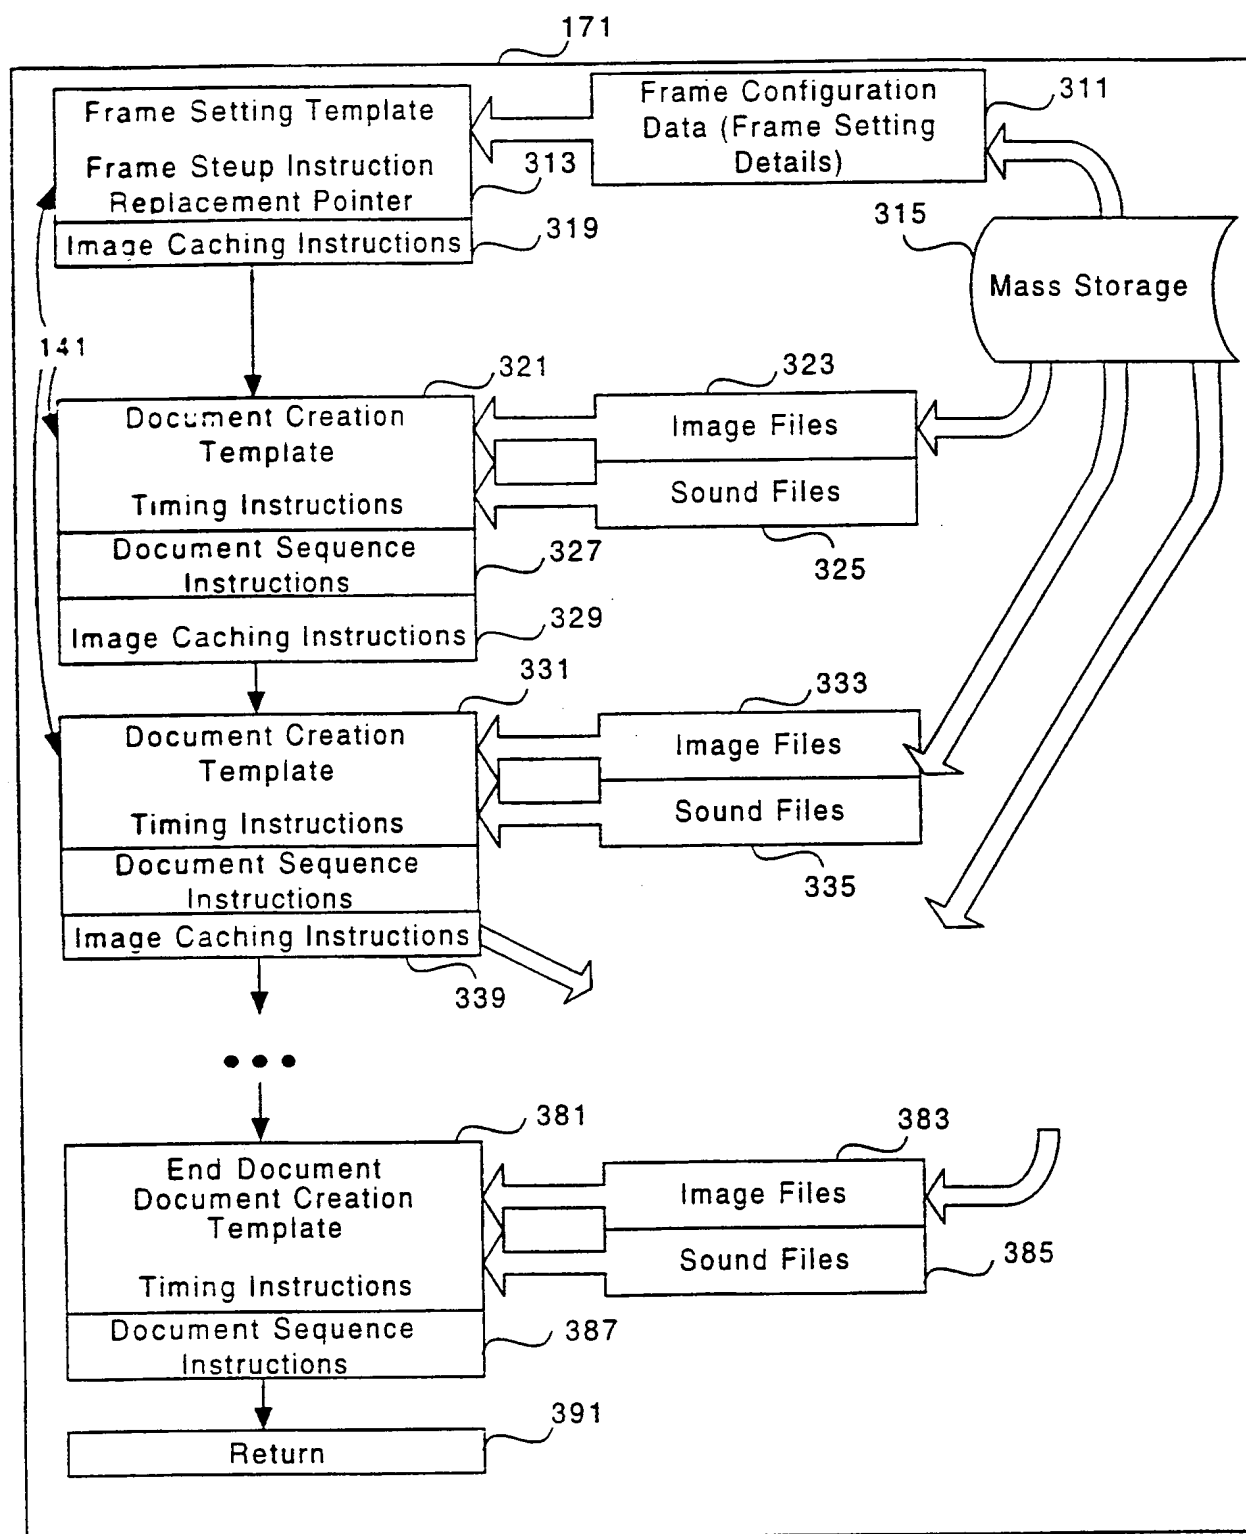 171
Frame Setting Template
Frame Steup Instruction
Replacement Pointer
313
Image Caching Instructions
319
Frame Configuration
Data (Frame Setting
Details)
311
315
Mass Storage
141
321
Document Creation
Template
Timing Instructions
Document Sequence
Instructions
327
Image Caching Instructions
329
323
Image Files
Sound Files
325
331
Document Creation
Template
Timing Instructions
Document Sequence
Instructions
Image Caching Instructions
339
333
Image Files
Sound Files
335
381
End Document
Document Creation
Template
Timing Instructions
Document Sequence
Instructions
387
383
Image Files
Sound Files
385
Return
391